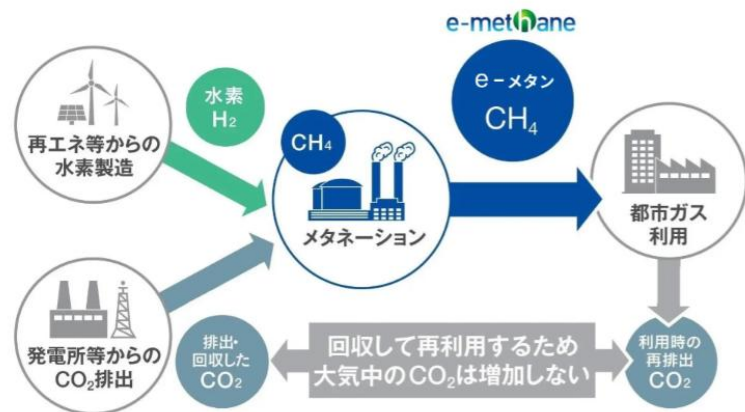 e-methane
e-メタン
CH₄
水素
H₂
再エネ等からの
水素製造
CH₄
メタネーション
都市ガス
利用
発電所等からの
CO₂排出
排出・
回収した
CO₂
回収して再利用するため
大気中のCO₂は増加しない
利用時の
再排出
CO₂